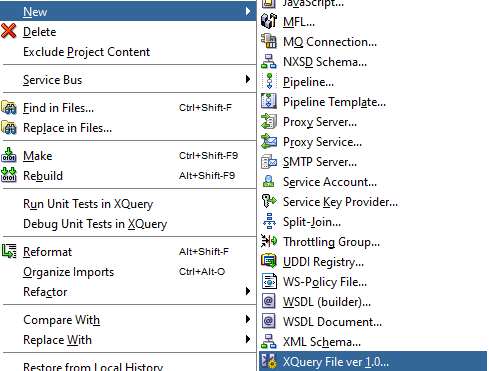 New
Delete
Exclude Project Content
Service Bus
Find in Files... Ctrl+Shift-F
Replace in Files...
Make Ctrl+Shift-F9
Rebuild Alt+Shift-F9
Run Unit Tests in XQuery
Debug Unit Tests in XQuery
Reformat Alt+Shift-F
Organize Imports Ctrl+Alt-O
Refactor
Compare With
Replace With
Restore from Local History
JavaScript...
MFL...
MQ Connection...
NXSD Schema...
Pipeline...
Pipeline Template...
Proxy Server...
Proxy Service...
SMTP Server...
Service Account...
Service Key Provider...
Split-Join...
Throttling Group...
UDDI Registry...
WS-Policy File...
WSDL (builder)...
WSDL Document...
XML Schema...
XQuery File ver 1.0...